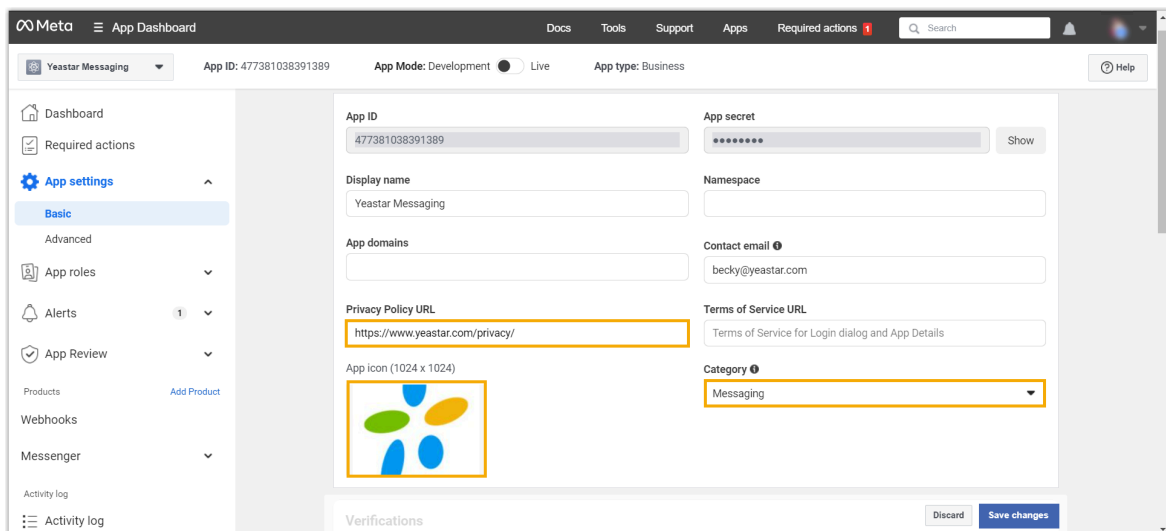 Meta App Dashboard Docs Tools Support Apps Required actions 1 Search
Yeastar Messaging App ID: 477381038391389 App Mode: Development Live App type: Business Help
Dashboard
Required actions
App settings
Basic
Advanced
App roles
Alerts 1
App Review
Products Add Product
Webhooks
Messenger
Activity log
Activity log
App ID App secret
477381038391389 ●●●●●●●● Show
Display name Namespace
Yeastar Messaging
App domains Contact email
becky@yeastar.com
Privacy Policy URL Terms of Service URL
https://www.yeastar.com/privacy/ Terms of Service for Login dialog and App Details
App icon (1024 x 1024) Category
Messaging
Verifications Discard Save changes